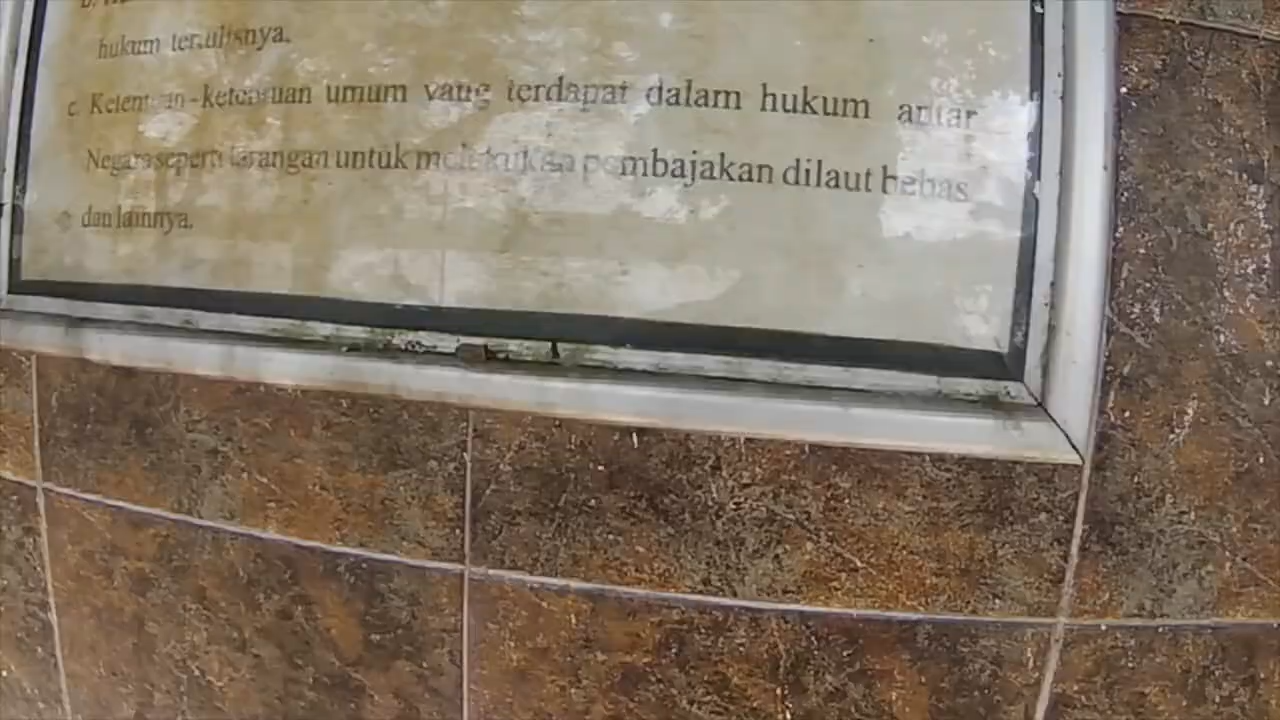 b.
hukum tertulisnya.
c. Ketentuan-ketentuan umum yang terdapat dalam hukum antar
Negara seperti larangan untuk melakukan pembajakan dilaut bebas
dan lainnya.